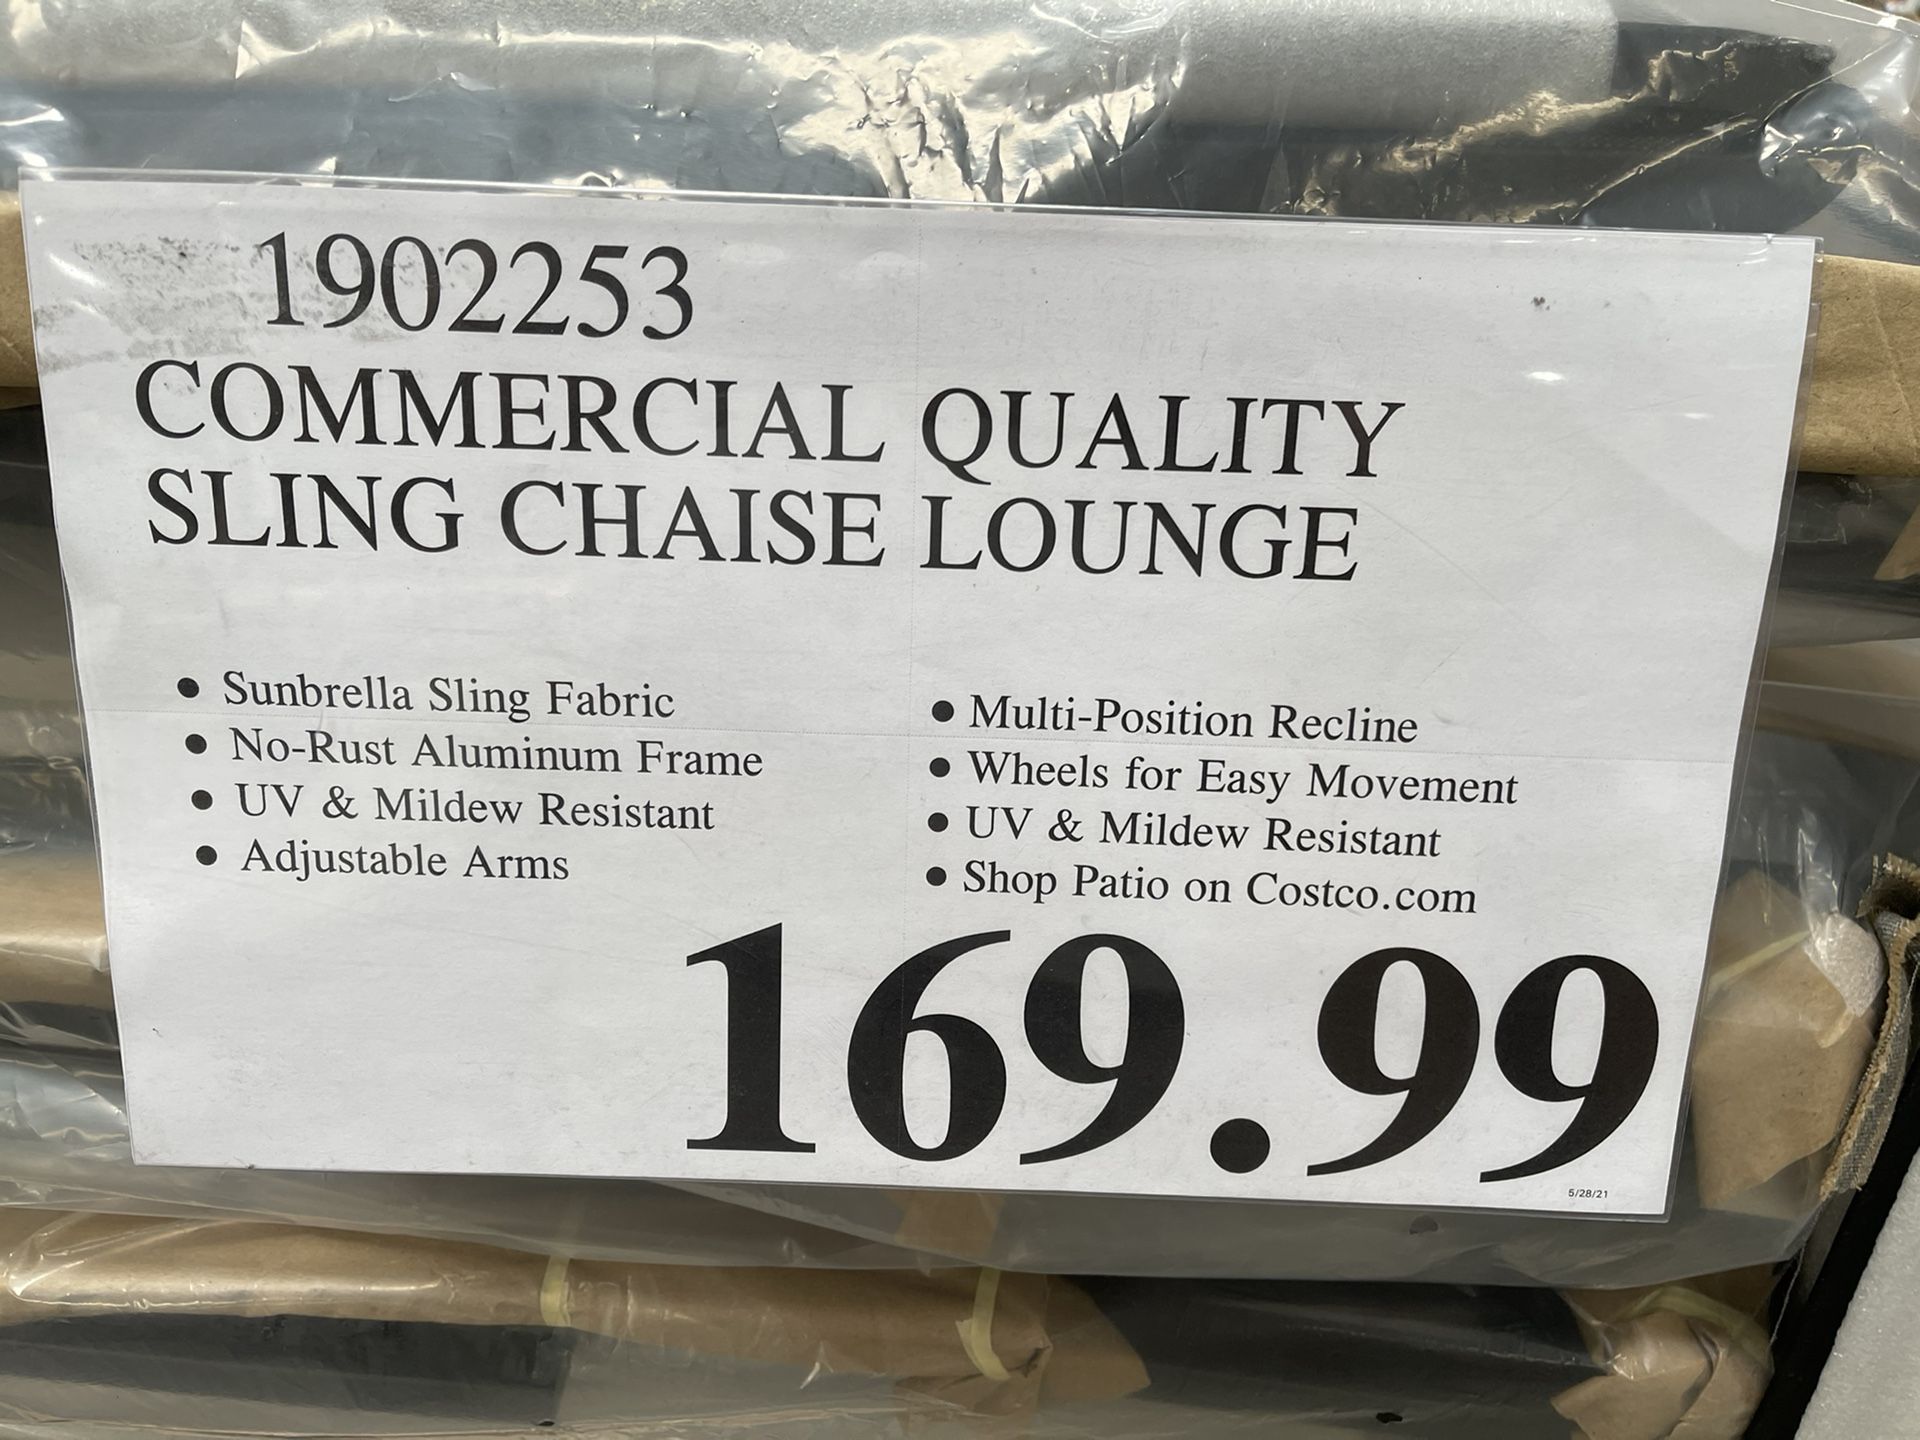 1902253
COMMERCIAL QUALITY
SLING CHAISE LOUNGE
• Sunbrella Sling Fabric
• No-Rust Aluminum Frame
• UV & Mildew Resistant
• Adjustable Arms
• Multi-Position Recline
• Wheels for Easy Movement
• UV & Mildew Resistant
• Shop Patio on Costco.com
169.99
5/28/21